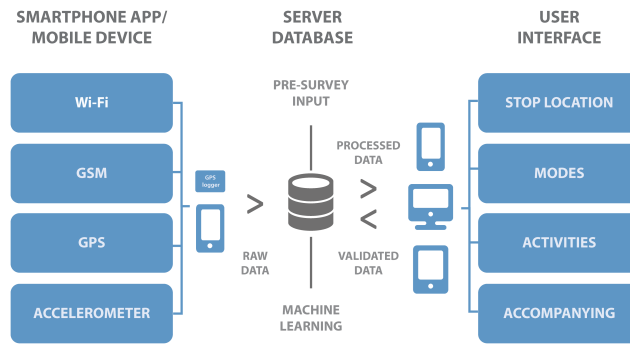 SMARTPHONE APP/
MOBILE DEVICE
SERVER
DATABASE
USER
INTERFACE
Wi-Fi
GSM
GPS
ACCELEROMETER
GPS
logger
RAW
DATA
PRE-SURVEY
INPUT
MACHINE
LEARNING
PROCESSED
DATA
VALIDATED
DATA
STOP LOCATION
MODES
ACTIVITIES
ACCOMPANYING